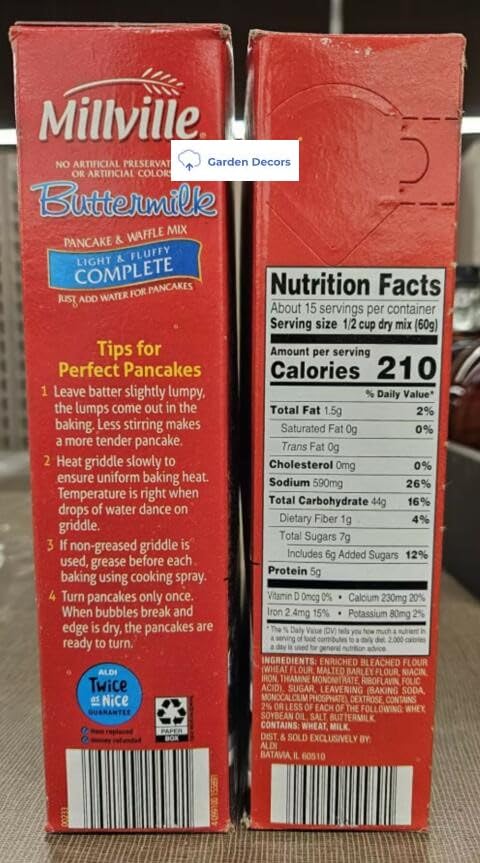 Millville
NO ARTIFICIAL PRESERVAT
OR ARTIFICIAL COLORS
Garden Decors
Buttermilk
PANCAKE & WAFFLE MIX
LIGHT & FLUFFY
COMPLETE
JUST ADD WATER FOR PANCAKES
Tips for
Perfect Pancakes
1 Leave batter slightly lumpy,
the lumps come out in the
baking. Less stirring makes
a more tender pancake.
2 Heat griddle slowly to
ensure uniform baking heat.
Temperature is right when
drops of water dance on
griddle.
3 If non-greased griddle is
used, grease before each
baking using cooking spray.
4 Turn pancakes only once.
When bubbles break and
edge is dry, the pancakes are
ready to turn.
ALDI
Twice
as Nice
GUARANTEE
Item replaced
Money refunded
PAPER
BOX
Nutrition Facts
About 15 servings per container
Serving size 1/2 cup dry mix (60g)
Amount per serving
Calories 210
% Daily Value*
Total Fat 1.5g 2%
Saturated Fat 0g 0%
Trans Fat 0g
Cholesterol 0mg 0%
Sodium 590mg 26%
Total Carbohydrate 44g 16%
Dietary Fiber 1g 4%
Total Sugars 7g
Includes 6g Added Sugars 12%
Protein 5g
Vitamin D 0mcg 0% • Calcium 230mg 20%
Iron 2.4mg 15% • Potassium 80mg 2%
*The % Daily Value (DV) tells you how much a nutrient in
a serving of food contributes to a daily diet. 2,000 calories
a day is used for general nutrition advice.
INGREDIENTS: ENRICHED BLEACHED FLOUR
(WHEAT FLOUR, MALTED BARLEY FLOUR, NIACIN,
IRON, THIAMINE MONONITRATE, RIBOFLAVIN, FOLIC
ACID), SUGAR, LEAVENING (BAKING SODA,
MONOCALCIUM PHOSPHATE), DEXTROSE, CONTAINS
2% OR LESS OF EACH OF THE FOLLOWING: WHEY,
SOYBEAN OIL, SALT, BUTTERMILK.
CONTAINS: WHEAT, MILK.
DIST. & SOLD EXCLUSIVELY BY:
ALDI
BATAVIA, IL 60510